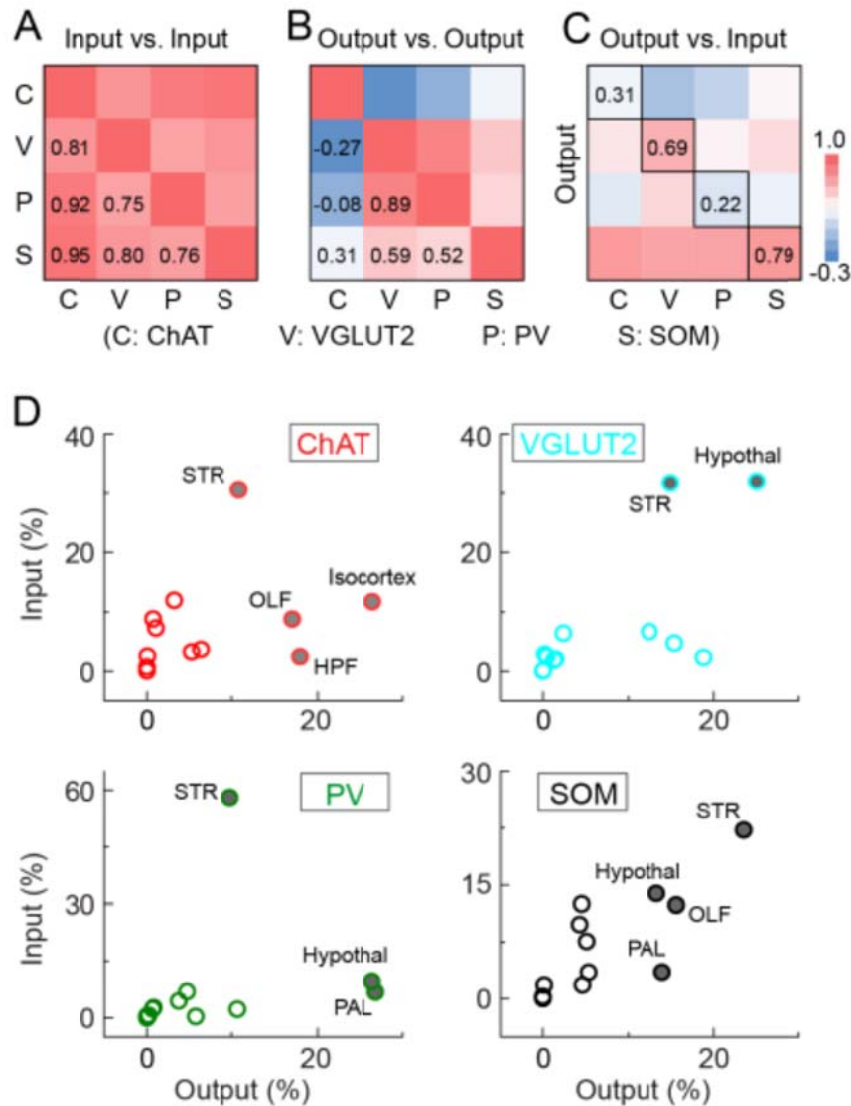 A Input vs. Input
B Output vs. Output
C Output vs. Input
C
V 0.81
P 0.92 0.75
S 0.95 0.80 0.76
C V P S
-0.27
-0.08 0.89
0.31 0.59 0.52
C V P S
Output
0.31
0.69
0.22
0.79
C V P S
1.0
-0.3
(C: ChAT V: VGLUT2 P: PV S: SOM)
D
ChAT
Input (%)
40
20
0
0 20
STR
OLF
Isocortex
HPF
VGLUT2
40
20
0
0 20
Hypothal
STR
PV
Input (%)
60
30
0
0 20
Output (%)
STR
Hypothal
PAL
SOM
30
15
0
0 20
Output (%)
STR
Hypothal
OLF
PAL